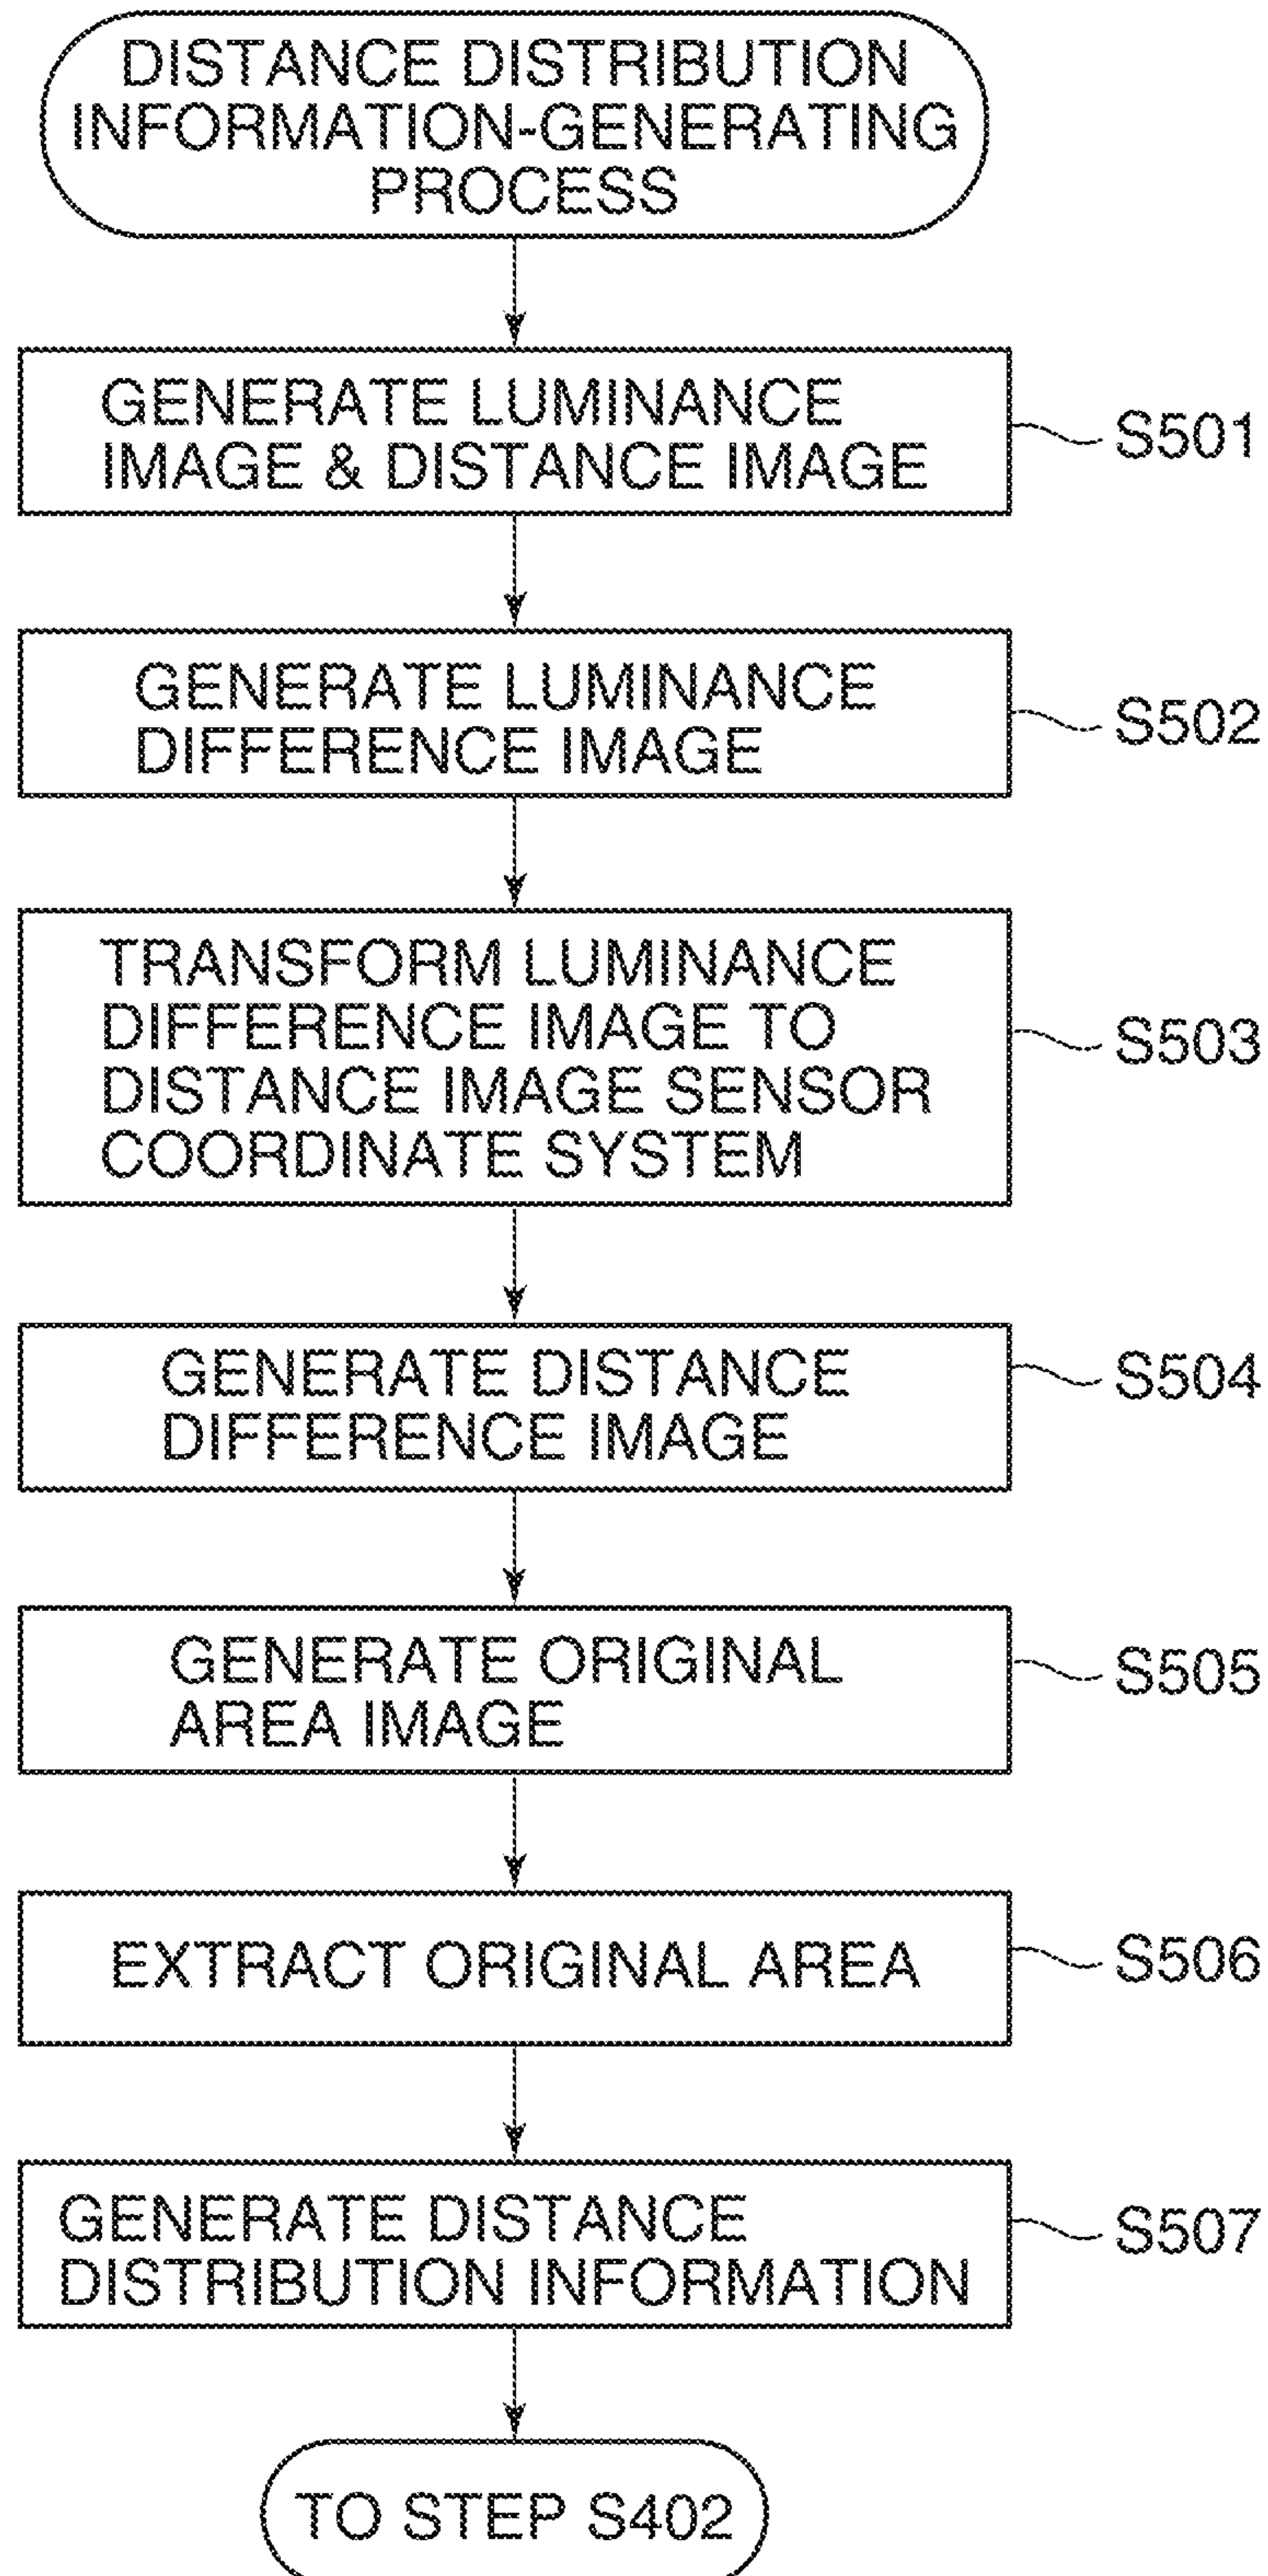 DISTANCE DISTRIBUTION
INFORMATION-GENERATING
PROCESS
GENERATE LUMINANCE
IMAGE & DISTANCE IMAGE
S501
GENERATE LUMINANCE
DIFFERENCE IMAGE
S502
TRANSFORM LUMINANCE
DIFFERENCE IMAGE TO
DISTANCE IMAGE SENSOR
COORDINATE SYSTEM
S503
GENERATE DISTANCE
DIFFERENCE IMAGE
S504
GENERATE ORIGINAL
AREA IMAGE
S505
EXTRACT ORIGINAL AREA
S506
GENERATE DISTANCE
DISTRIBUTION INFORMATION
S507
TO STEP S402